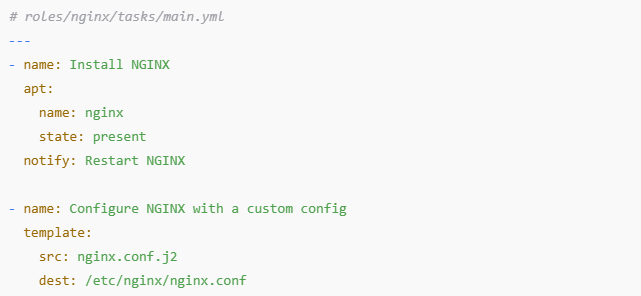 # roles/nginx/tasks/main.yml
---
- name: Install NGINX
  apt:
    name: nginx
    state: present
  notify: Restart NGINX

- name: Configure NGINX with a custom config
  template:
    src: nginx.conf.j2
    dest: /etc/nginx/nginx.conf